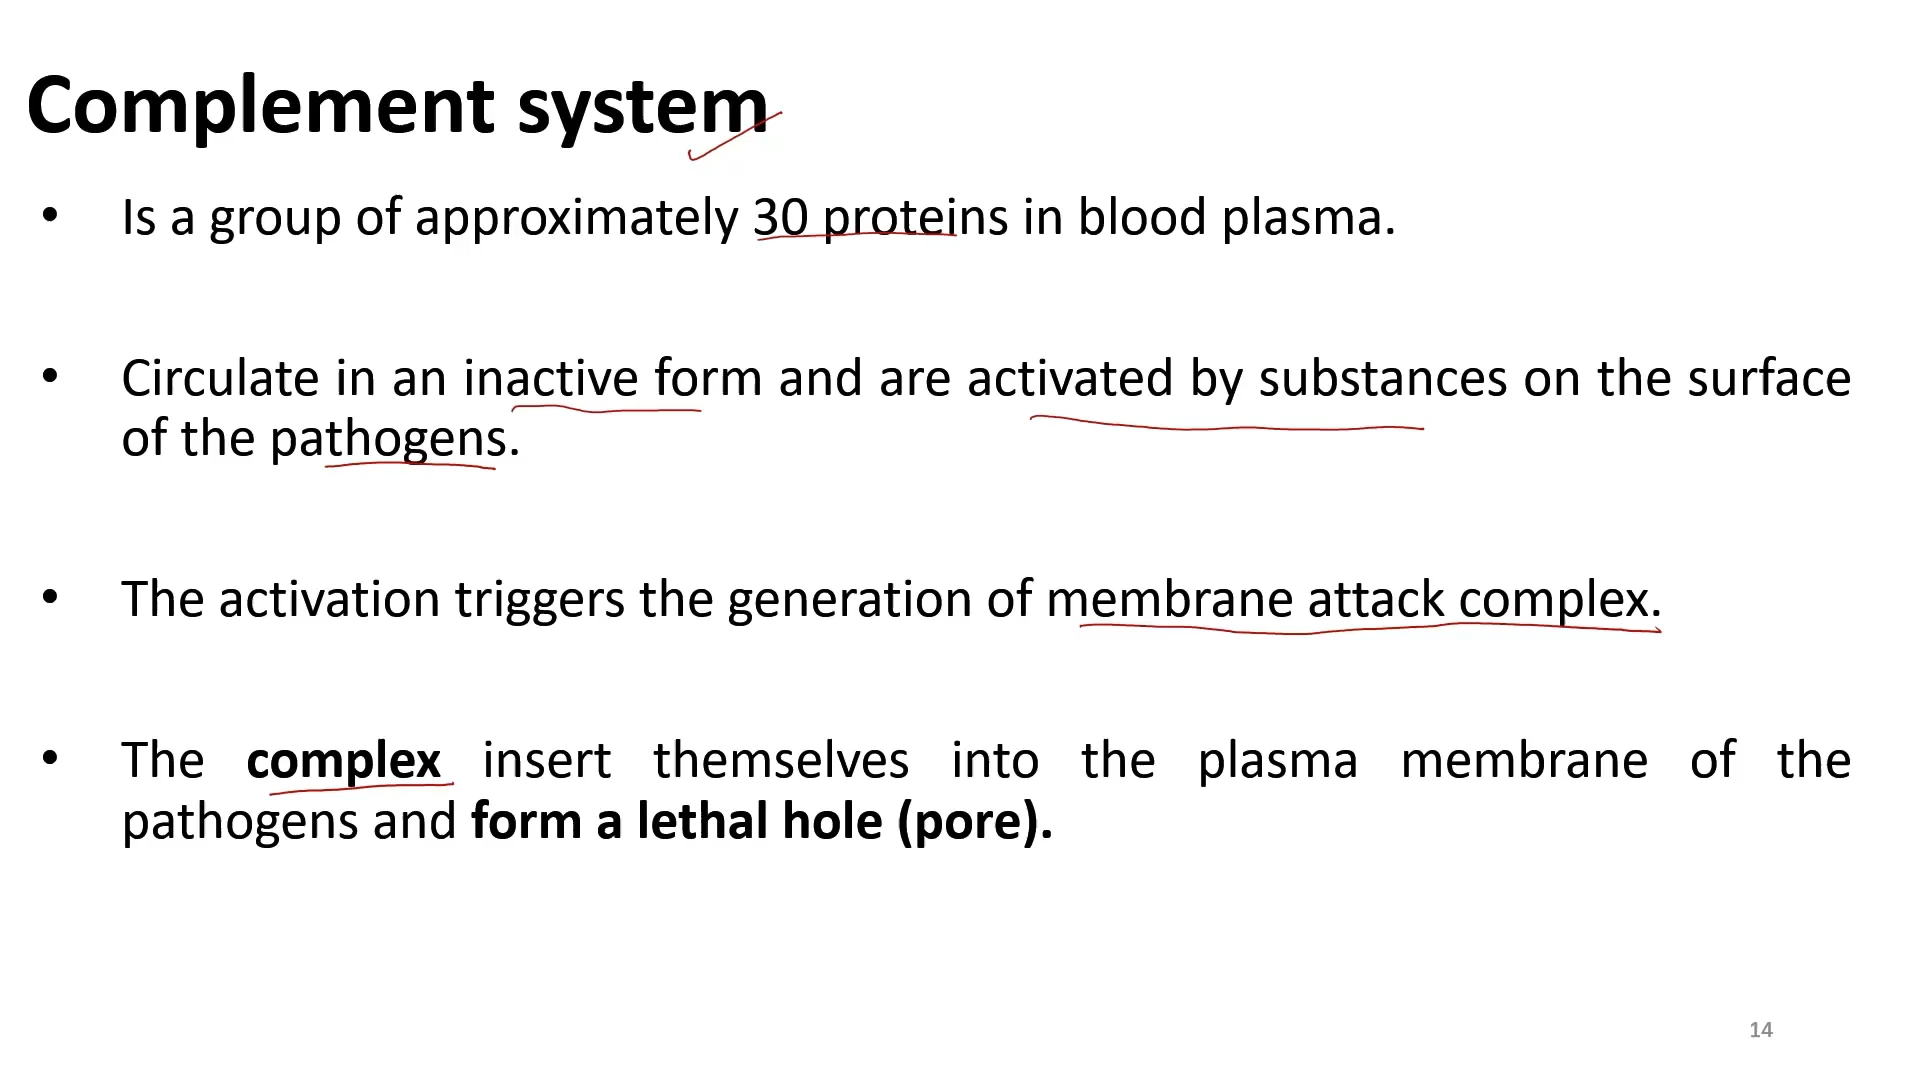 Complement system
• Is a group of approximately 30 proteins in blood plasma.
• Circulate in an inactive form and are activated by substances on the surface
of the pathogens.
• The activation triggers the generation of membrane attack complex.
• The complex insert themselves into the plasma membrane of the
pathogens and form a lethal hole (pore).
14